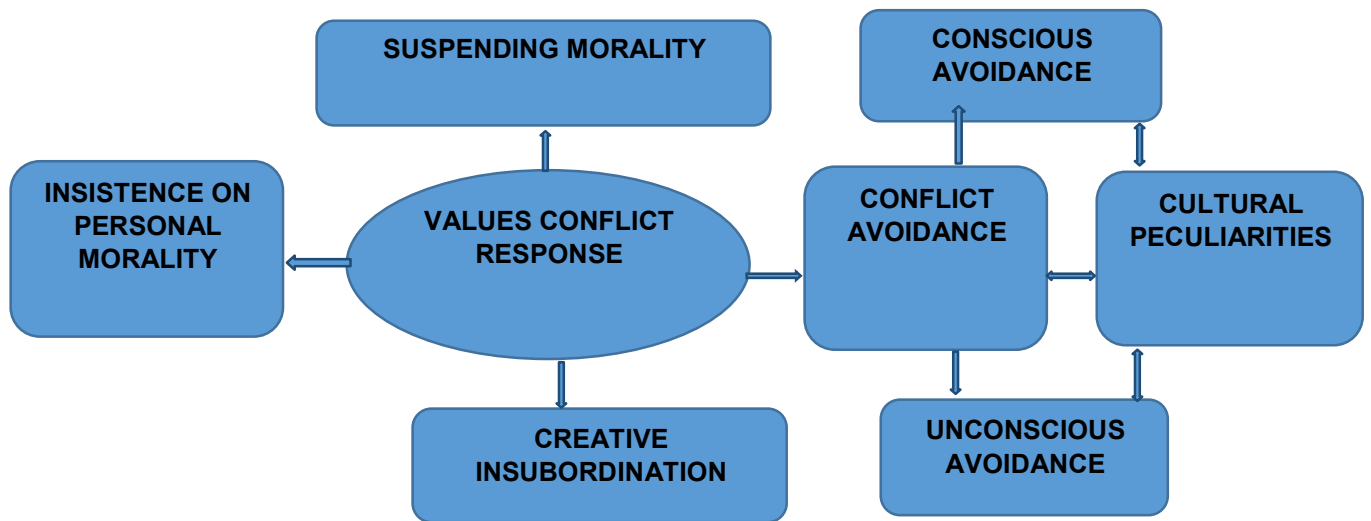 SUSPENDING MORALITY
CONSCIOUS
AVOIDANCE
INSISTENCE ON
PERSONAL
MORALITY
VALUES CONFLICT
RESPONSE
CONFLICT
AVOIDANCE
CULTURAL
PECULIARITIES
CREATIVE
INSUBORDINATION
UNCONSCIOUS
AVOIDANCE